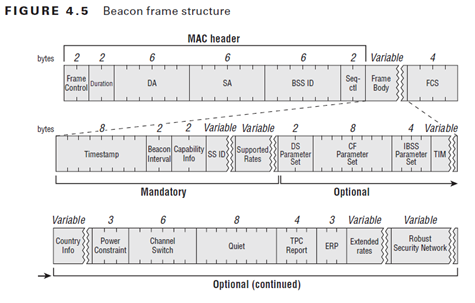 FIGURE 4.5 Beacon frame structure
MAC header
bytes 2 2 6 6 6 2 Variable 4
Frame Control Duration DA SA BSS ID Seq-ctl Frame Body FCS
bytes 8 2 2 Variable Variable 2 8 4 Variable
Timestamp Beacon Interval Capability Info SS ID Supported Rates DS Parameter Set CF Parameter Set IBSS Parameter Set TIM
Mandatory Optional
Variable 3 6 8 4 3 Variable Variable
Country Info Power Constraint Channel Switch Quiet TPC Report ERP Extended rates Robust Security Network
Optional (continued)